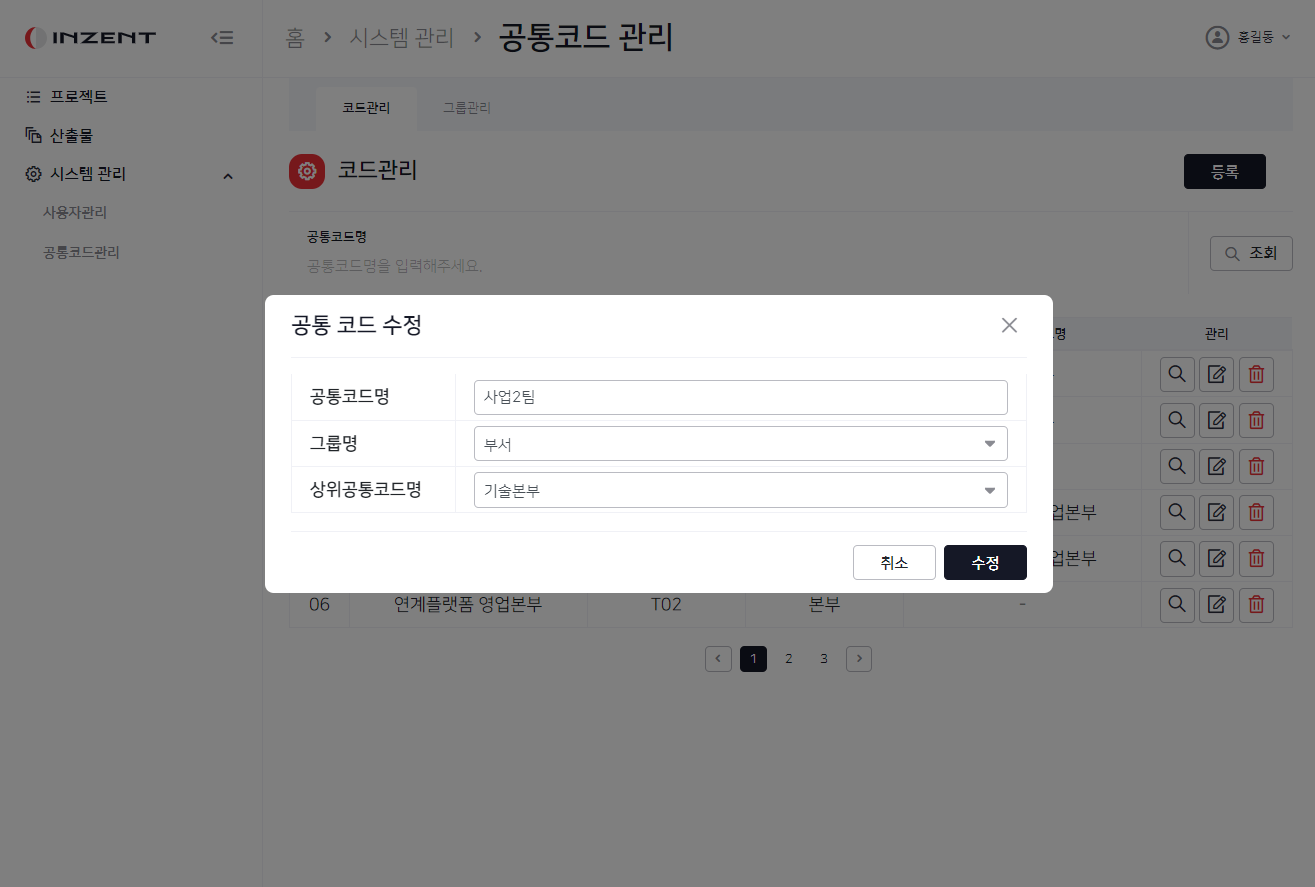 INZENT
홈 > 시스템 관리 > 공통코드 관리
홍길동
프로젝트
산출물
시스템 관리
사용자관리
공통코드관리
코드관리 그룹관리
코드관리
등록
공통코드명
공통코드명을 입력해주세요.
조회
공통 코드 수정
공통코드명 사업2팀
그룹명 부서
상위공통코드명 기술본부
취소 수정
명 관리
업본부
업본부
06 연계플랫폼 영업본부 T02 본부 -
< 1 2 3 >